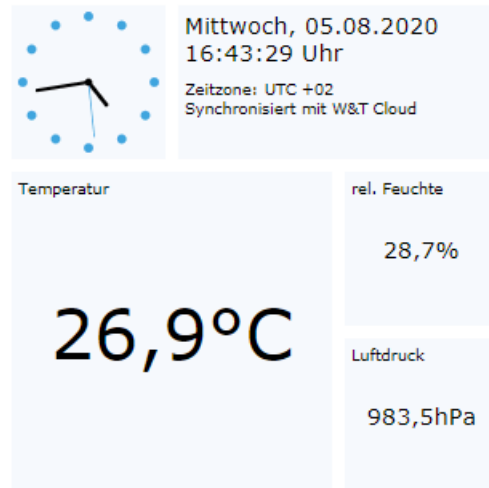 Mittwoch, 05.08.2020
16:43:29 Uhr
Zeitzone: UTC +02
Synchronisiert mit W&T Cloud
Temperatur
26,9°C
rel. Feuchte
28,7%
Luftdruck
983,5hPa